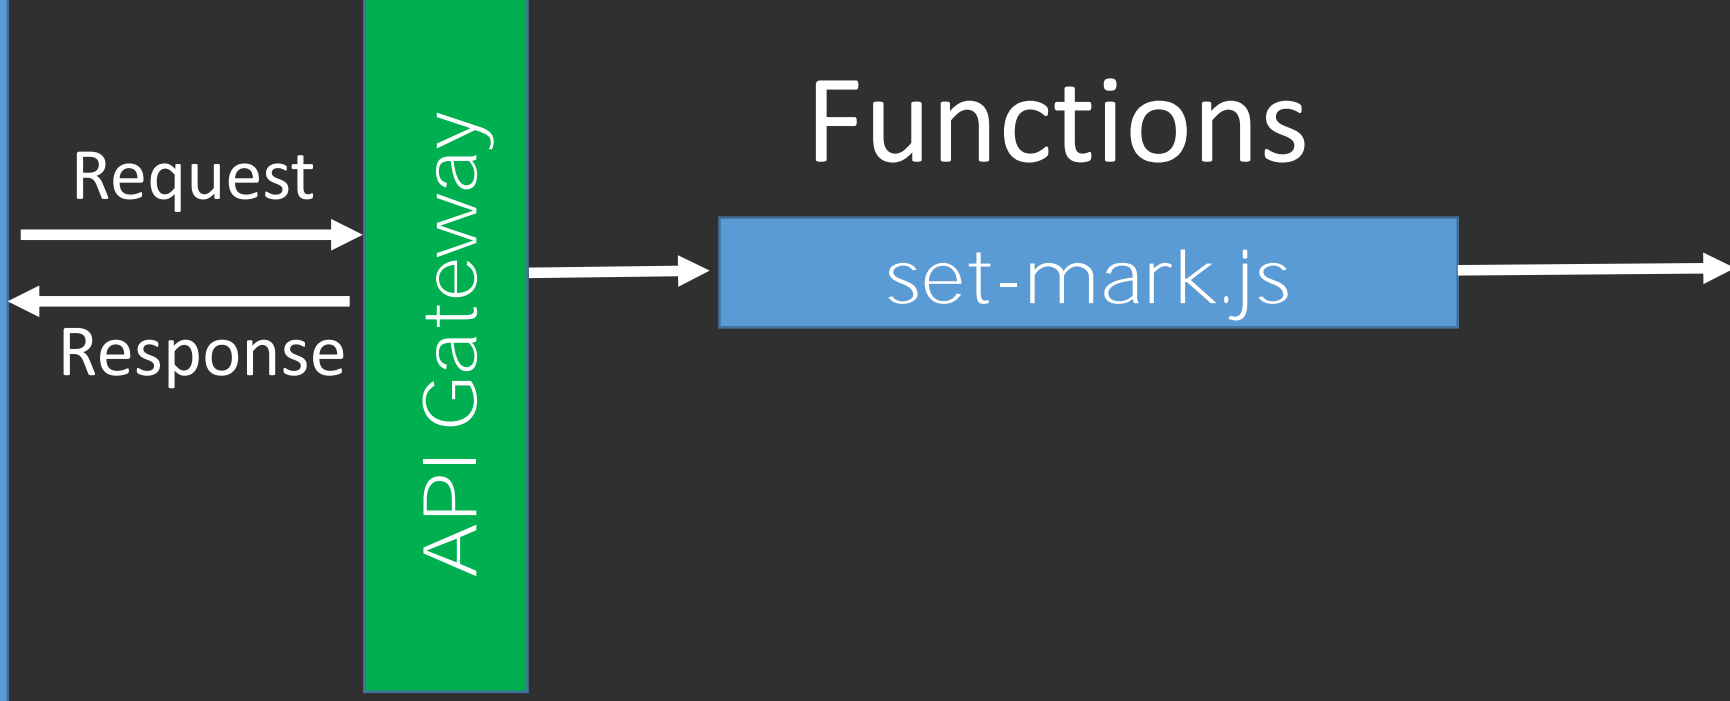 Request
Response
API Gateway
Functions
set-mark.js